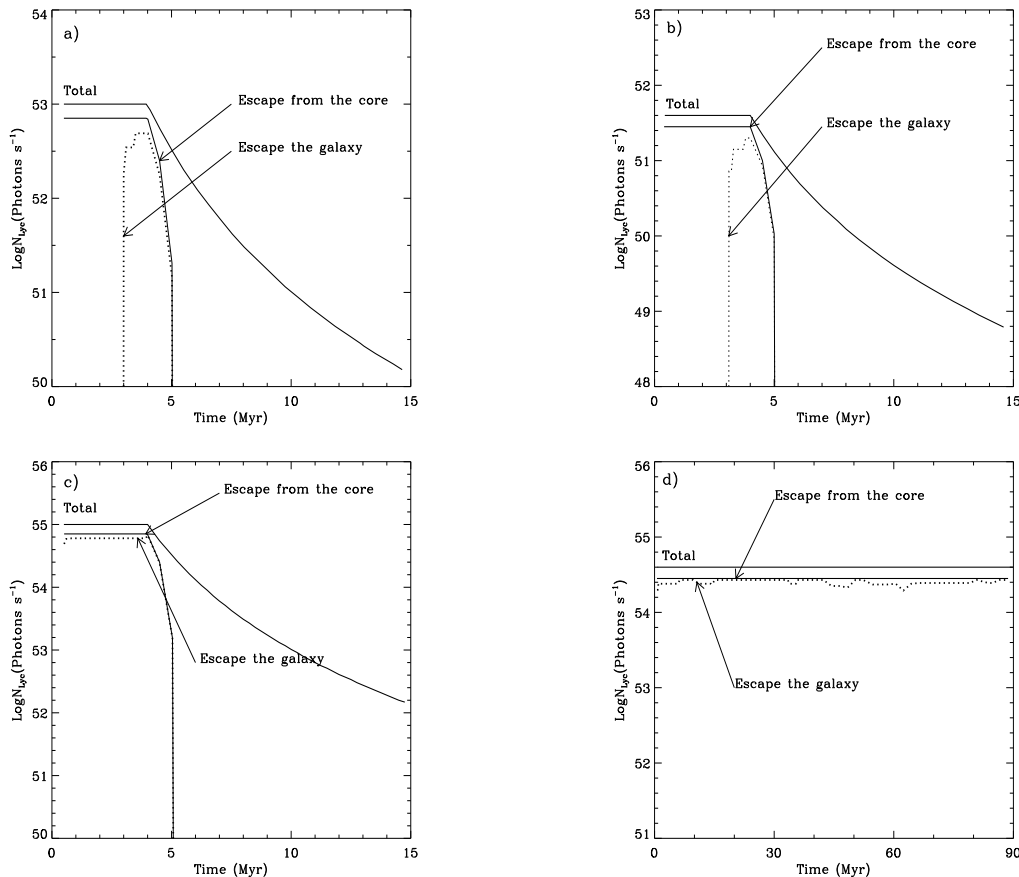 a)
54
53
52
51
50
Total
Escape from the core
Escape the galaxy
LogN_Lyc(Photons s⁻¹)
0 5 10 15
Time (Myr)
b)
53
52
51
50
49
48
Total
Escape from the core
Escape the galaxy
LogN_Lyc(Photons s⁻¹)
0 5 10 15
Time (Myr)
c)
56
55
54
53
52
51
50
Total
Escape from the core
Escape the galaxy
LogN_Lyc(Photons s⁻¹)
0 5 10 15
Time (Myr)
d)
56
55
54
53
52
51
Total
Escape from the core
Escape the galaxy
LogN_Lyc(Photons s⁻¹)
0 30 60 90
Time (Myr)